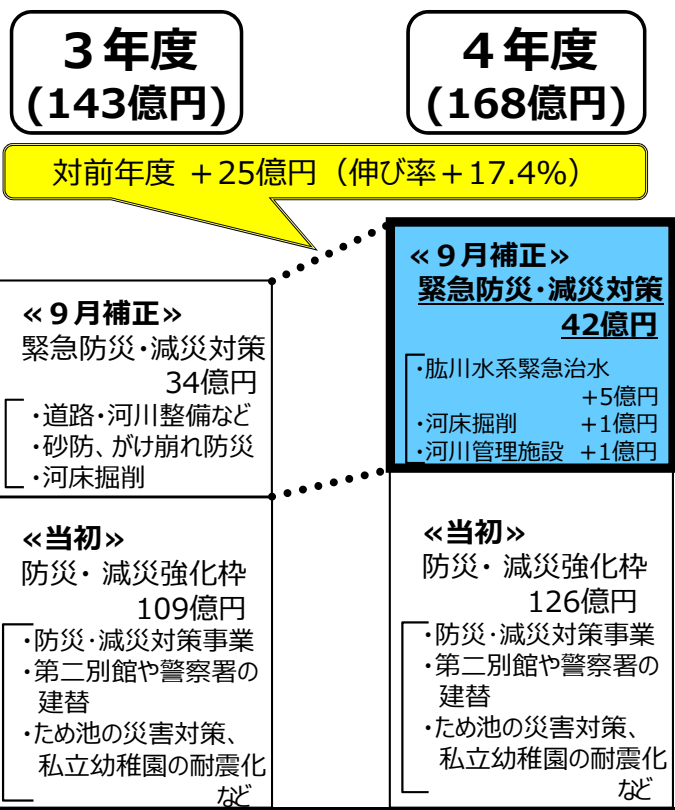 3年度
(143億円)
4年度
(168億円)
対前年度 +25億円（伸び率+17.4%）
≪9月補正≫
緊急防災･減災対策
34億円
･道路･河川整備など
･砂防、がけ崩れ防災
･河床掘削
≪当初≫
防災･ 減災強化枠
109億円
･防災･減災対策事業
･第二別館や警察署の
建替
･ため池の災害対策、
私立幼稚園の耐震化
など
≪9月補正≫
緊急防災･減災対策
42億円
･肱川水系緊急治水
+5億円
･河床掘削 +1億円
･河川管理施設 +1億円
≪当初≫
防災･ 減災強化枠
126億円
･防災･減災対策事業
･第二別館や警察署の
建替
･ため池の災害対策、
私立幼稚園の耐震化
など